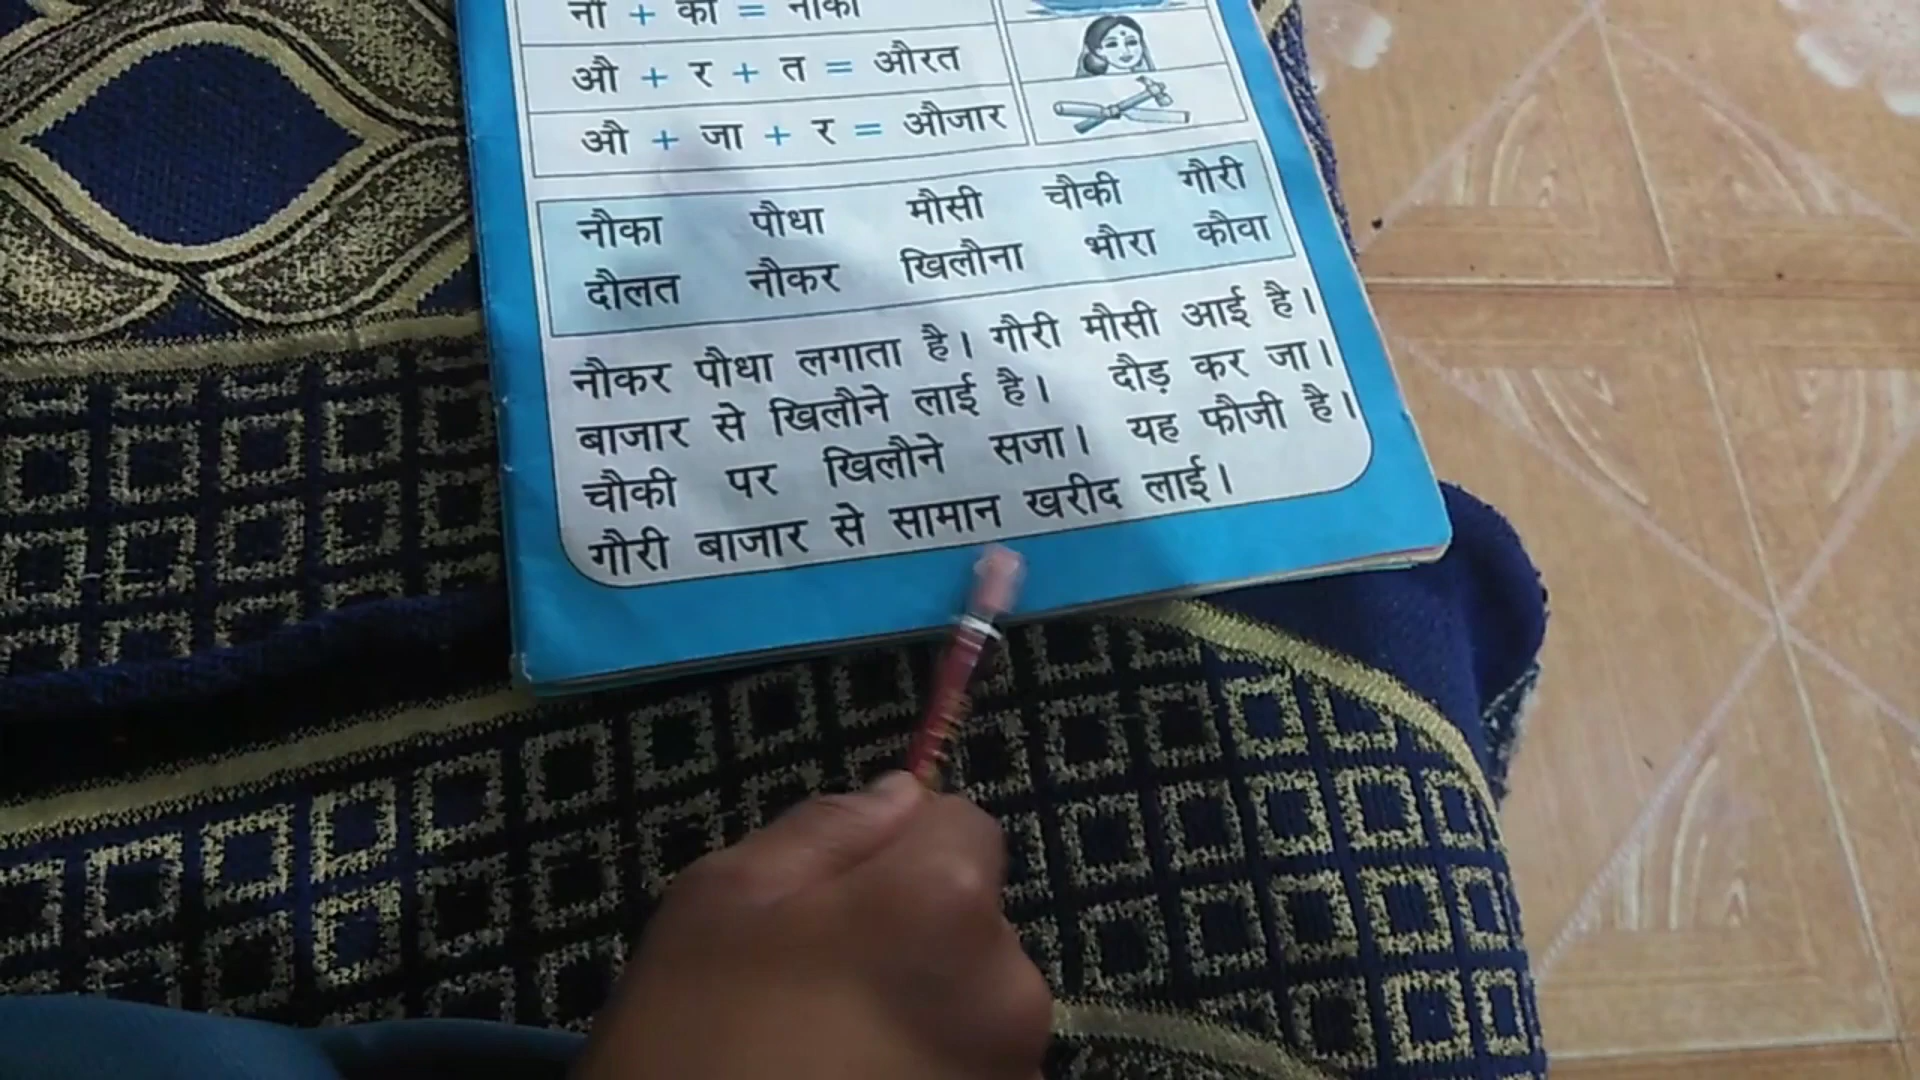 नौ + का = नौका
औ + र + त = औरत
औ + जा + र = औजार
नौका पौधा मौसी चौकी गौरी
दौलत नौकर खिलौना भौरा कौवा
नौकर पौधा लगाता है। गौरी मौसी आई है।
बाजार से खिलौने लाई है। दौड़ कर जा।
चौकी पर खिलौने सजा। यह फौजी है।
गौरी बाजार से सामान खरीद लाई।